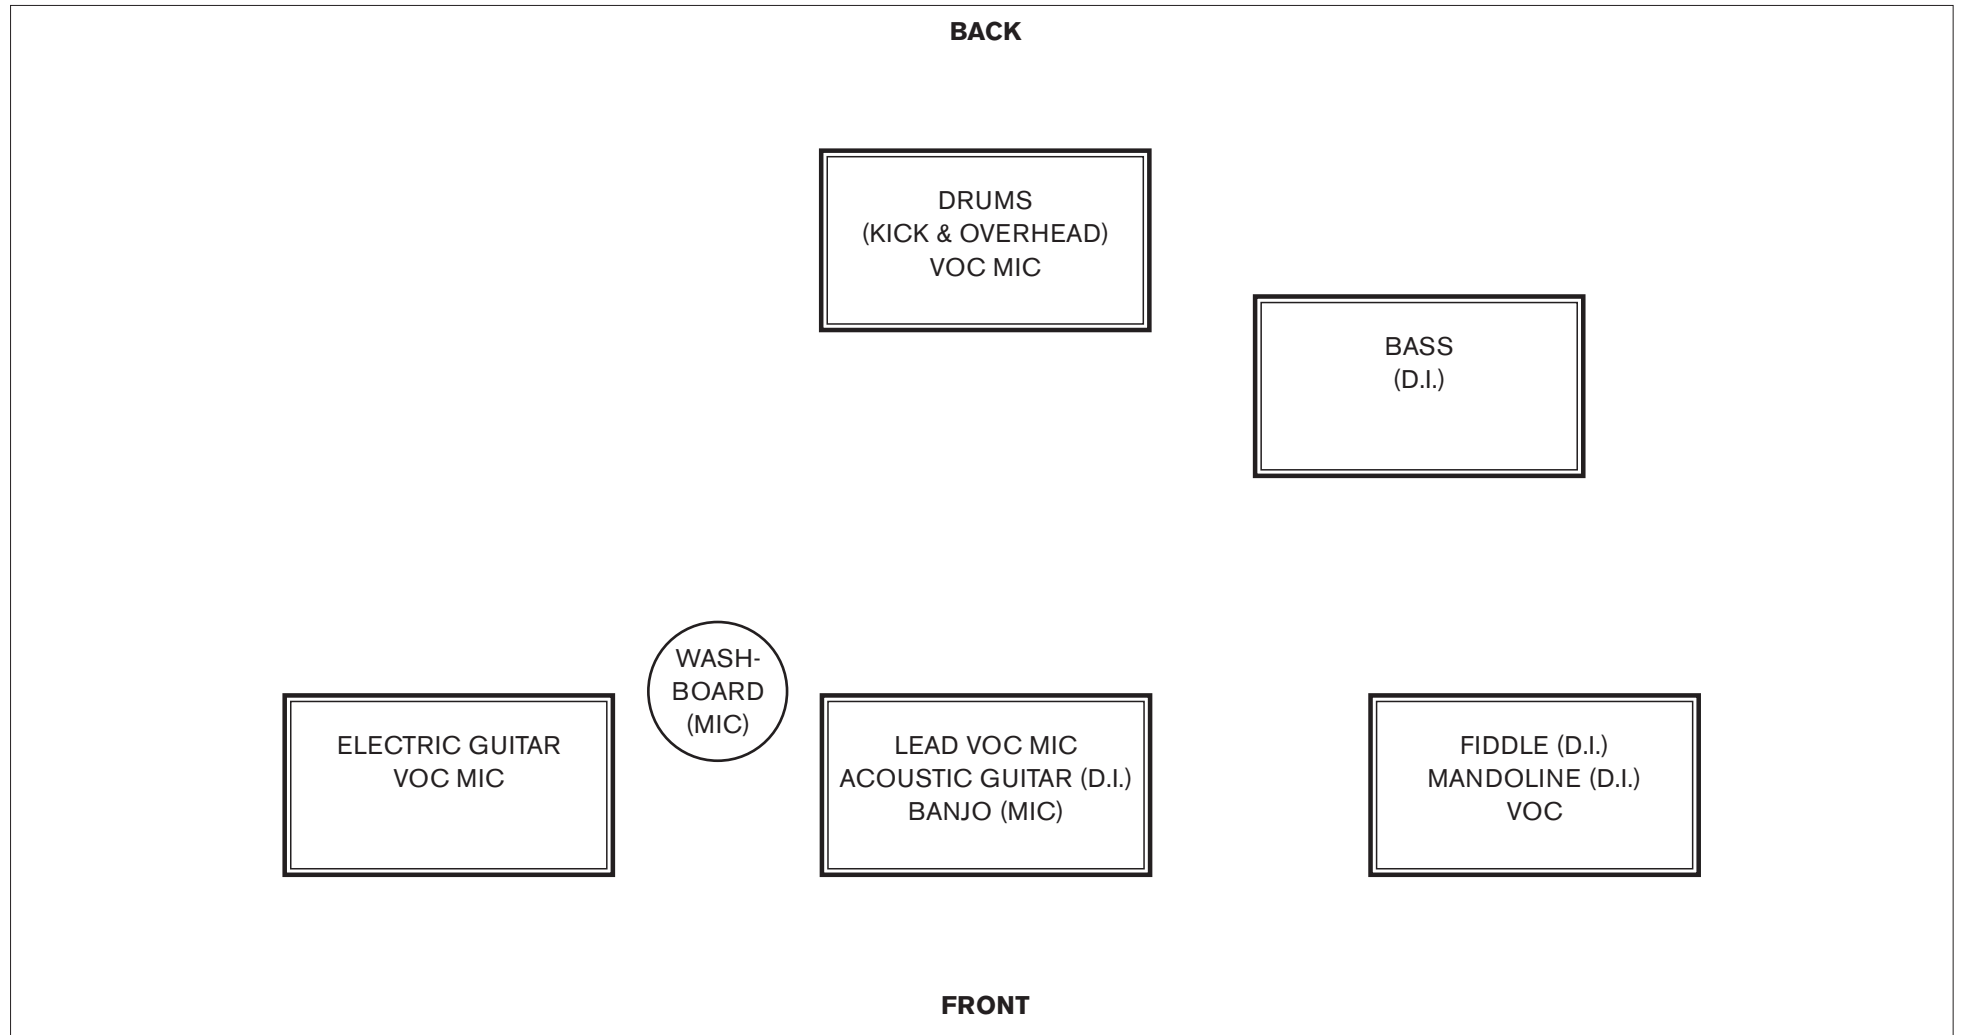 BACK
DRUMS
(KICK & OVERHEAD)
VOC MIC
BASS
(D.I.)
WASH-
BOARD
(MIC)
ELECTRIC GUITAR
VOC MIC
LEAD VOC MIC
ACOUSTIC GUITAR (D.I.)
BANJO (MIC)
FIDDLE (D.I.)
MANDOLINE (D.I.)
VOC
FRONT